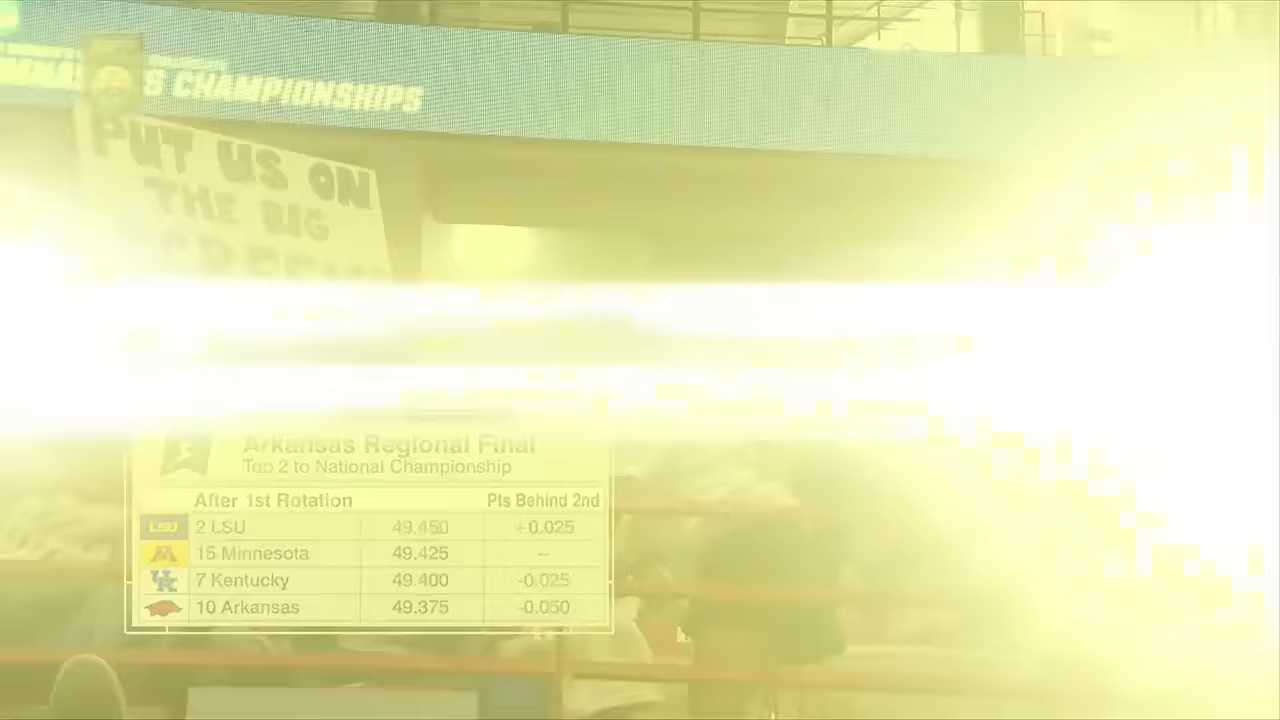 S CHAMPIONSHIPS
PUT US ON
THE BIG
Arkansas Regional Final
Top 2 to National Championship
After 1st Rotation Pts Behind 2nd
LSU 2 LSU 49.450 +0.025
M 15 Minnesota 49.425 --
UK 7 Kentucky 49.400 -0.025
10 Arkansas 49.375 -0.050